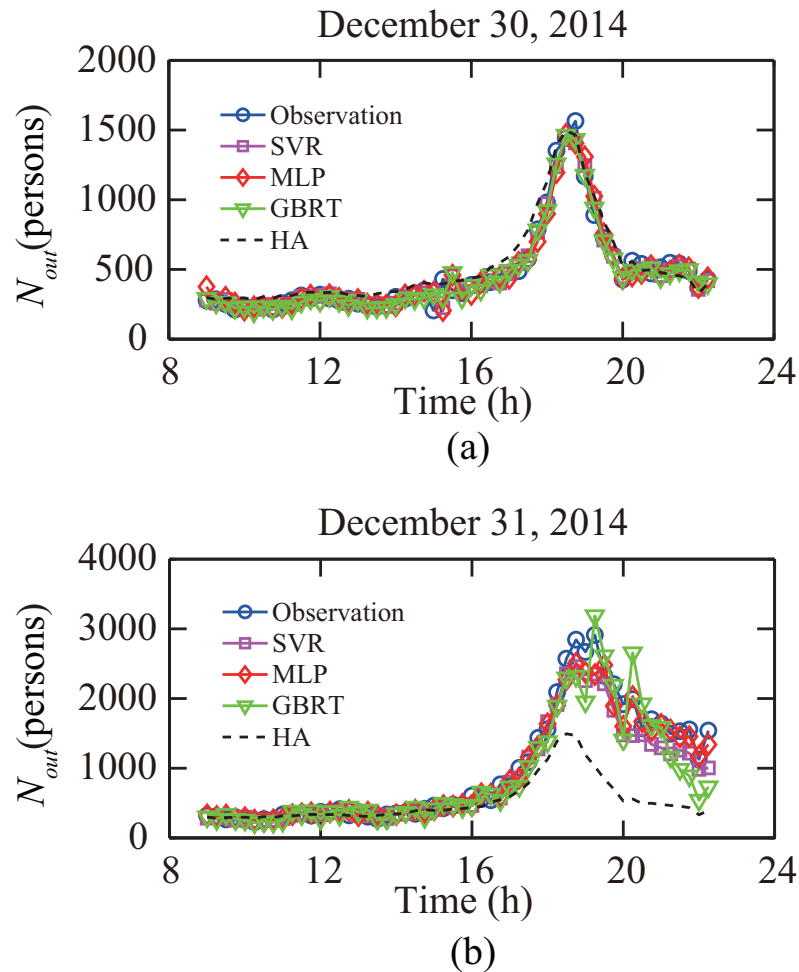 December 30, 2014
2000
1500
1000
500
0
N_out (persons)
Observation
SVR
MLP
GBRT
HA
8 12 16 20 24
Time (h)
(a)
December 31, 2014
4000
3000
2000
1000
0
N_out (persons)
Observation
SVR
MLP
GBRT
HA
8 12 16 20 24
Time (h)
(b)